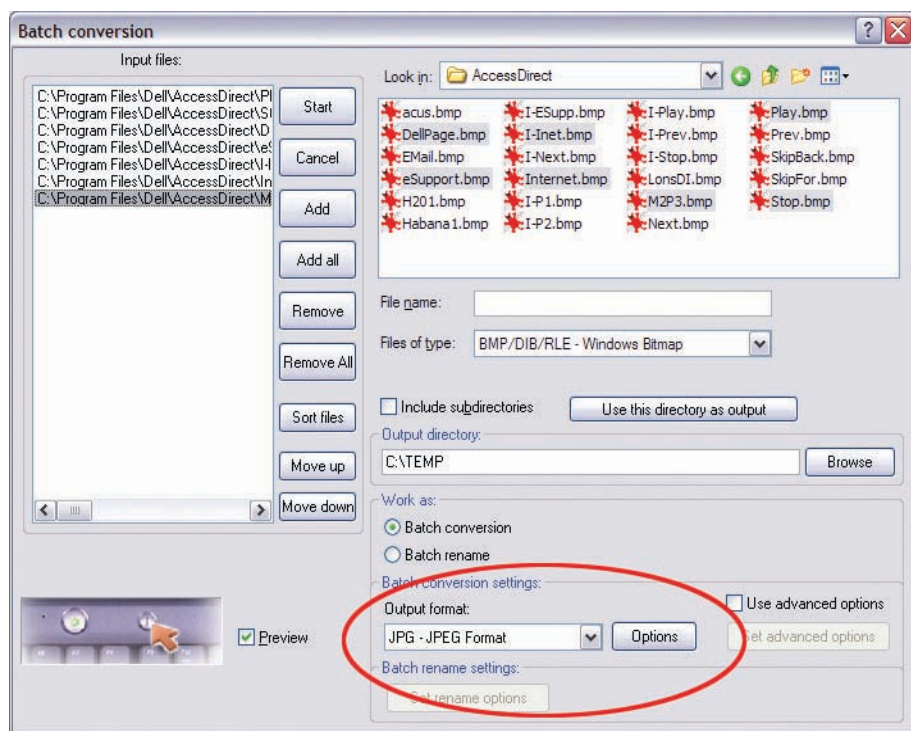 Batch conversion
Input files:
C:\Program Files\Dell\AccessDirect\Pl
C:\Program Files\Dell\AccessDirect\S
C:\Program Files\Dell\AccessDirect\D
C:\Program Files\Dell\AccessDirect\eS
C:\Program Files\Dell\AccessDirect\I-I
C:\Program Files\Dell\AccessDirect\In
C:\Program Files\Dell\AccessDirect\M
Start
Cancel
Add
Add all
Remove
Remove All
Sort files
Move up
Move down
Preview
Look in: AccessDirect
acus.bmp
DellPage.bmp
EMail.bmp
eSupport.bmp
H201.bmp
Habana1.bmp
I-ESupp.bmp
I-Inet.bmp
I-Next.bmp
Internet.bmp
I-P1.bmp
I-P2.bmp
I-Play.bmp
I-Prev.bmp
I-Stop.bmp
LonsDI.bmp
M2P3.bmp
Next.bmp
Play.bmp
Prev.bmp
SkipBack.bmp
SkipFor.bmp
Stop.bmp
File name:
Files of type: BMP/DIB/RLE - Windows Bitmap
Include subdirectories
Use this directory as output
Output directory:
C:\TEMP
Browse
Work as:
Batch conversion
Batch rename
Batch conversion settings:
Output format:
JPG - JPEG Format
Options
Use advanced options
Set advanced options
Batch rename settings:
Set rename options